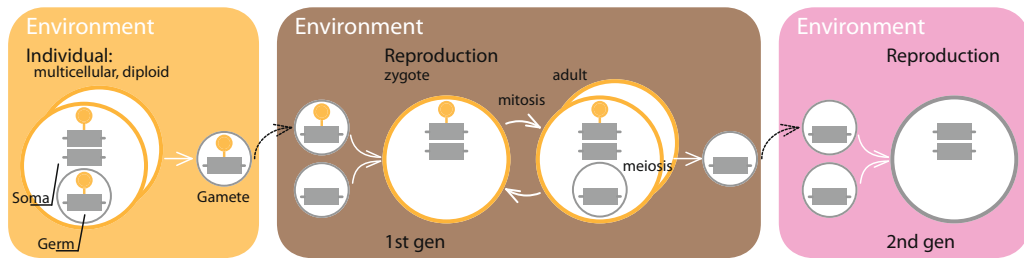 Environment
Individual:
multicellular, diploid
Soma
Germ
Gamete
Environment
Reproduction
zygote
mitosis
adult
meiosis
1st gen
Environment
Reproduction
2nd gen